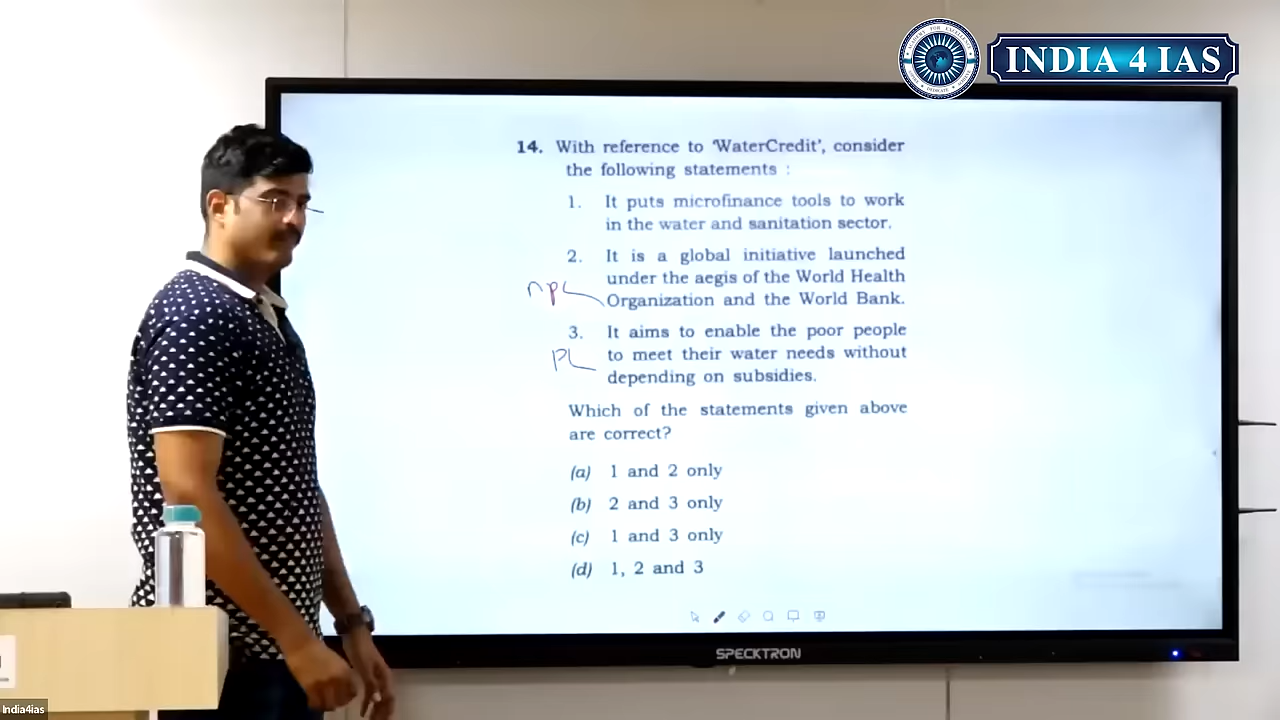 INDIA 4 IAS
14. With reference to 'WaterCredit', consider
the following statements :
1. It puts microfinance tools to work
in the water and sanitation sector.
2. It is a global initiative launched
under the aegis of the World Health
npl
Organization and the World Bank.
3. It aims to enable the poor people
PL
to meet their water needs without
depending on subsidies.
Which of the statements given above
are correct?
(a) 1 and 2 only
(b) 2 and 3 only
(c) 1 and 3 only
(d) 1, 2 and 3
SPECKTRON
India4ias